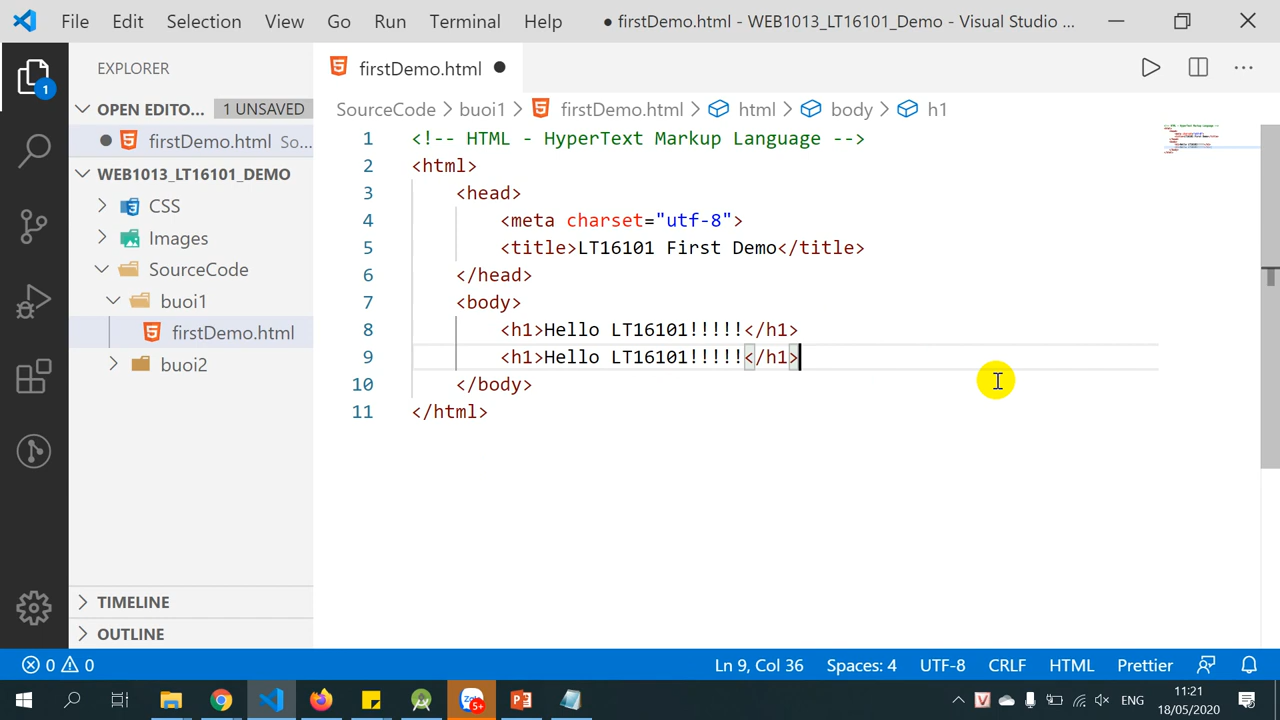 File Edit Selection View Go Run Terminal Help ● firstDemo.html - WEB1013_LT16101_Demo - Visual Studio ...
EXPLORER
OPEN EDITO... 1 UNSAVED
firstDemo.html So...
WEB1013_LT16101_DEMO
CSS
Images
SourceCode
buoi1
firstDemo.html
buoi2
TIMELINE
OUTLINE
firstDemo.html
SourceCode > buoi1 > firstDemo.html > html > body > h1
1 <!-- HTML - HyperText Markup Language -->
2 <html>
3 <head>
4 <meta charset="utf-8">
5 <title>LT16101 First Demo</title>
6 </head>
7 <body>
8 <h1>Hello LT16101!!!!!</h1>
9 <h1>Hello LT16101!!!!!</h1>
10 </body>
11 </html>
0 0 Ln 9, Col 36 Spaces: 4 UTF-8 CRLF HTML Prettier
1
5+
ENG
11:21
18/05/2020